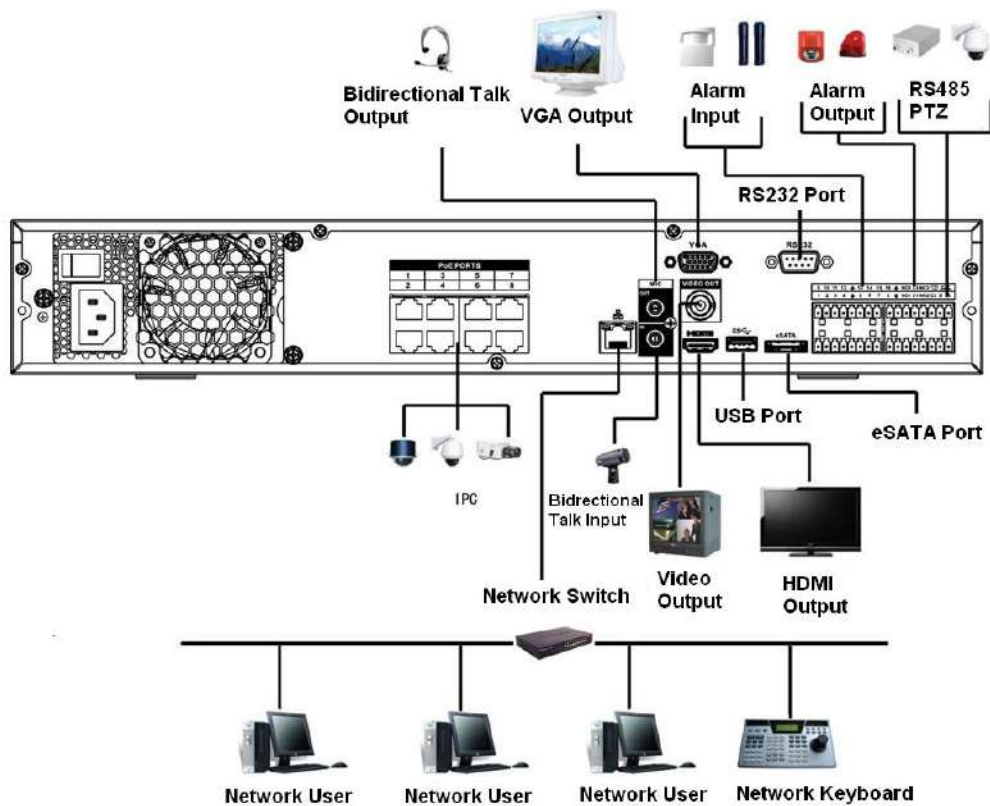 Bidirectional Talk
Output
VGA Output
Alarm
Input
Alarm
Output
RS485
PTZ
RS232 Port
VGA
RS232
PoE PORTS
1 3 5 7
2 4 6 8
MIC
OUT
VIDEO OUT
HDMI
eSATA
USB Port
eSATA Port
IPC
Bidrectional
Talk Input
Network Switch
Video
Output
HDMI
Output
Network User
Network User
Network User
Network Keyboard